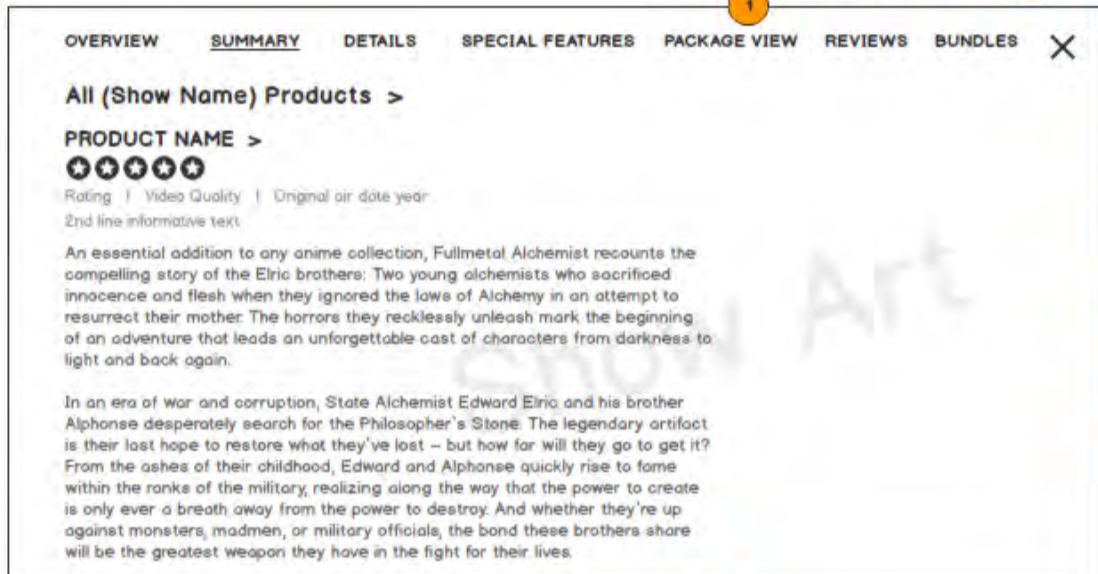 1
OVERVIEW SUMMARY DETAILS SPECIAL FEATURES PACKAGE VIEW REVIEWS BUNDLES X
All (Show Name) Products >
PRODUCT NAME >
Rating | Video Quality | Original air date year
2nd line informative text
An essential addition to any anime collection, Fullmetal Alchemist recounts the
compelling story of the Elric brothers: Two young alchemists who sacrificed
innocence and flesh when they ignored the laws of Alchemy in an attempt to
resurrect their mother. The horrors they recklessly unleash mark the beginning
of an adventure that leads an unforgettable cast of characters from darkness to
light and back again.
In an era of war and corruption, State Alchemist Edward Elric and his brother
Alphonse desperately search for the Philosopher's Stone. The legendary artifact
is their last hope to restore what they've lost – but how far will they go to get it?
From the ashes of their childhood, Edward and Alphonse quickly rise to fame
within the ranks of the military, realizing along the way that the power to create
is only ever a breath away from the power to destroy. And whether they're up
against monsters, madmen, or military officials, the bond these brothers share
will be the greatest weapon they have in the fight for their lives.
Show Art